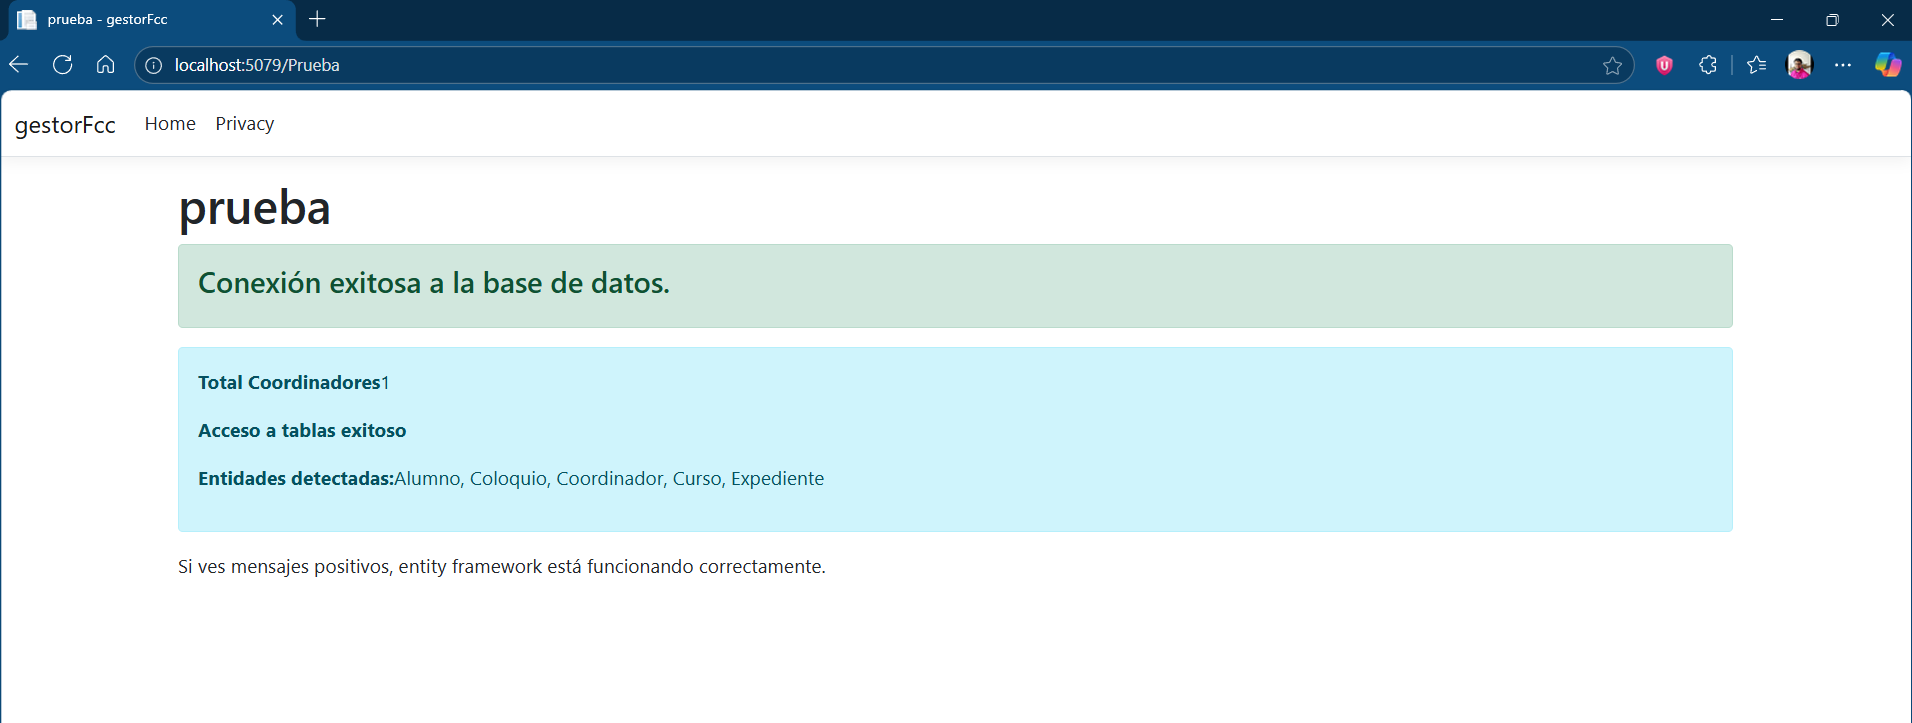 prueba - gestorFcc
localhost:5079/Prueba
gestorFcc Home Privacy
prueba
Conexión exitosa a la base de datos.
Total Coordinadores1
Acceso a tablas exitoso
Entidades detectadas:Alumno, Coloquio, Coordinador, Curso, Expediente
Si ves mensajes positivos, entity framework está funcionando correctamente.